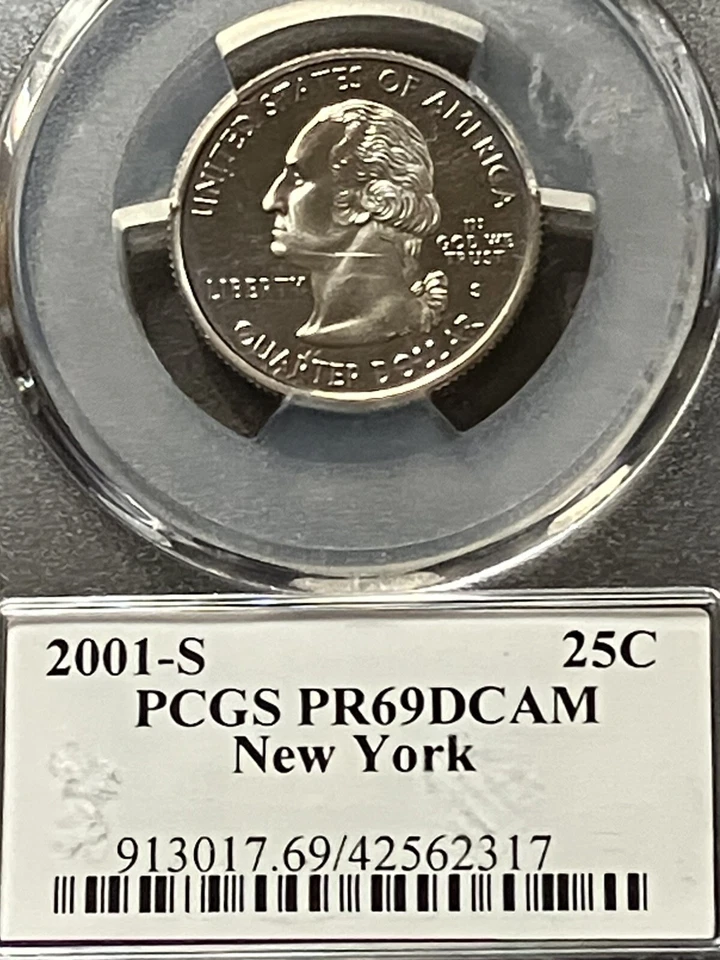 UNITED STATES OF AMERICA
IN
GOD WE
TRUST
LIBERTY
S
QUARTER DOLLAR
2001-S 25C
PCGS PR69DCAM
New York
913017.69/42562317